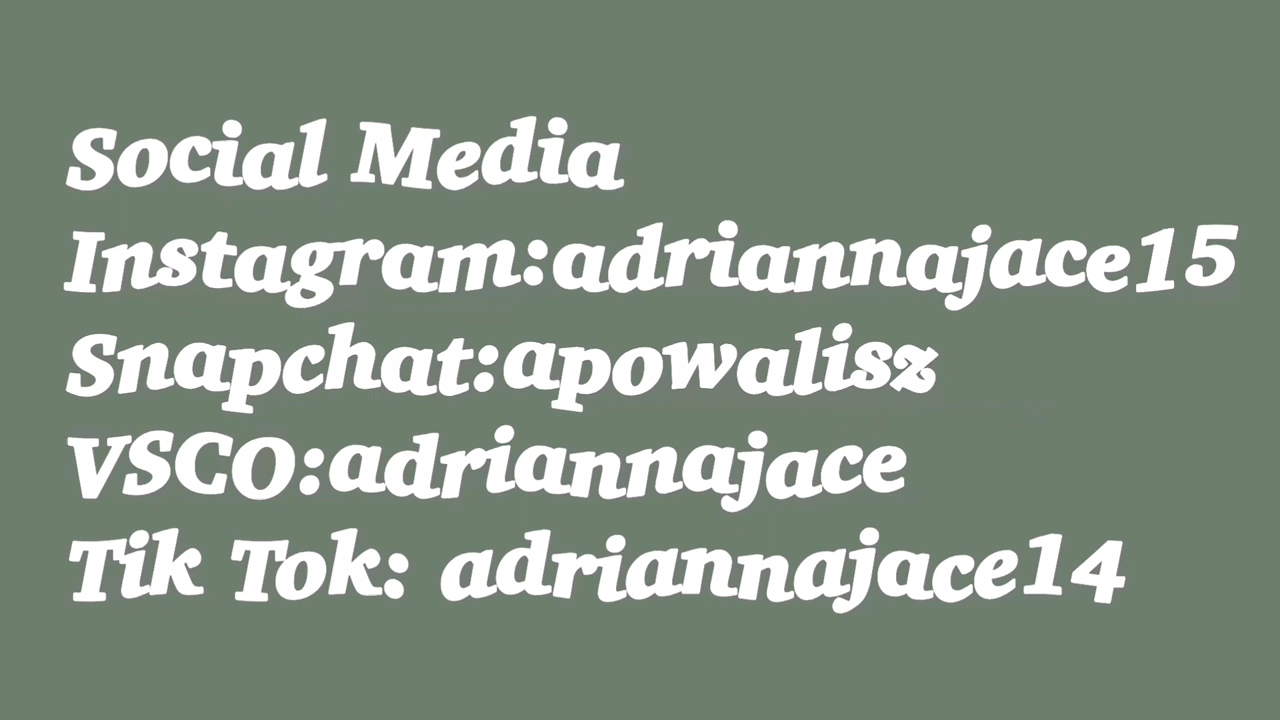 Social Media
Instagram:adriannajace15
Snapchat:apowalisz
VSCO:adriannajace
Tik Tok: adriannajace14